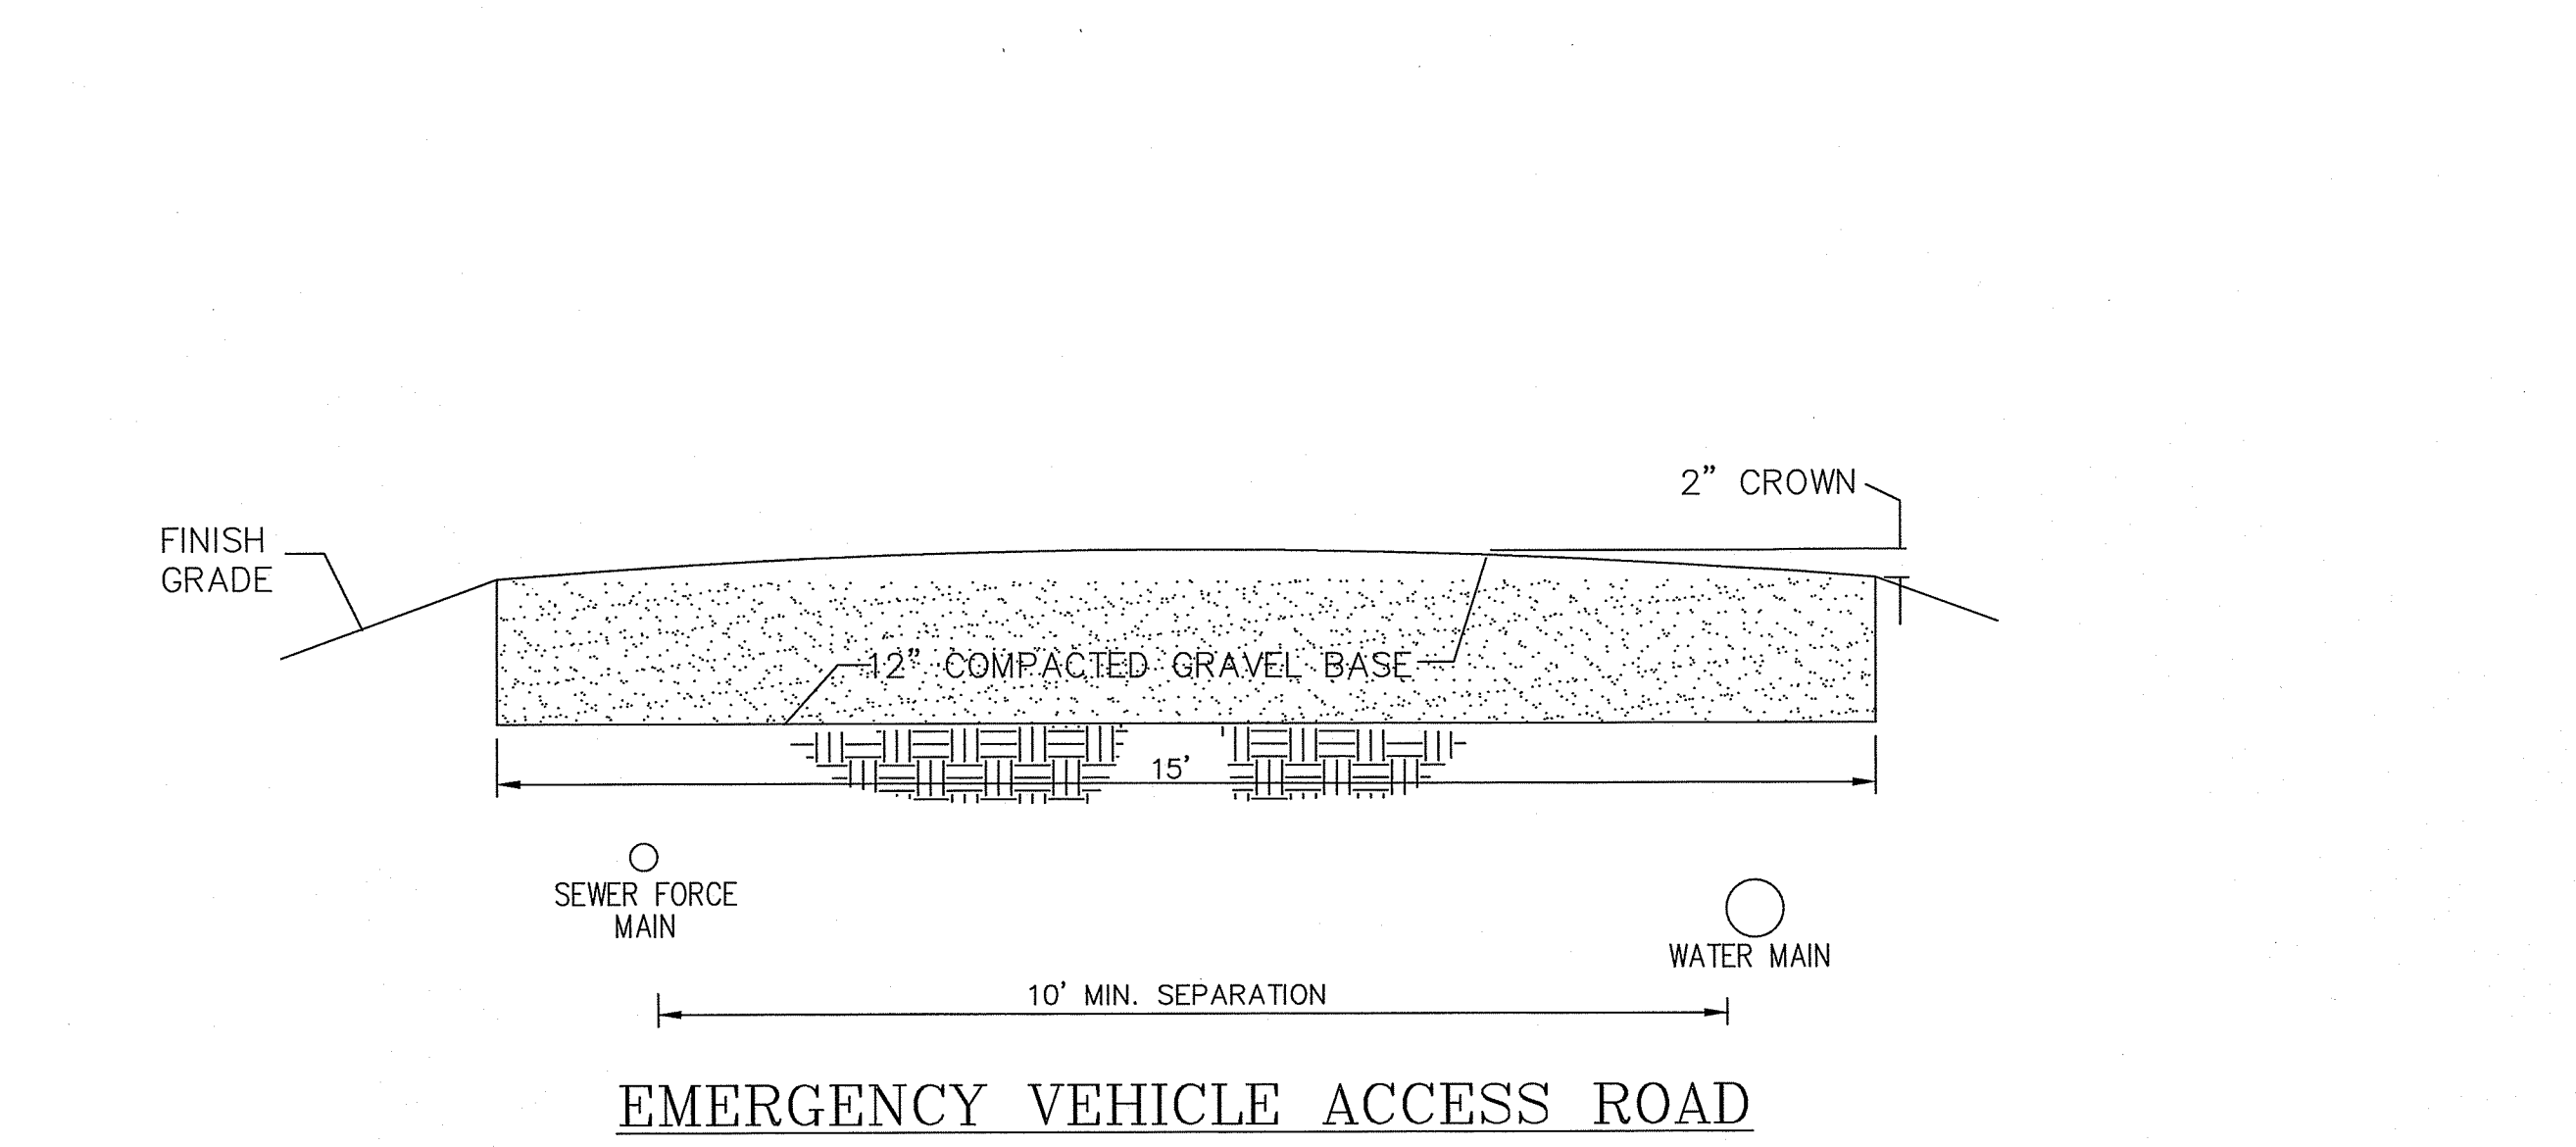 2” CROWN
FINISH
GRADE
12” COMPACTED GRAVEL BASE
15’
SEWER FORCE
MAIN
WATER MAIN
10’ MIN. SEPARATION
EMERGENCY VEHICLE ACCESS ROAD